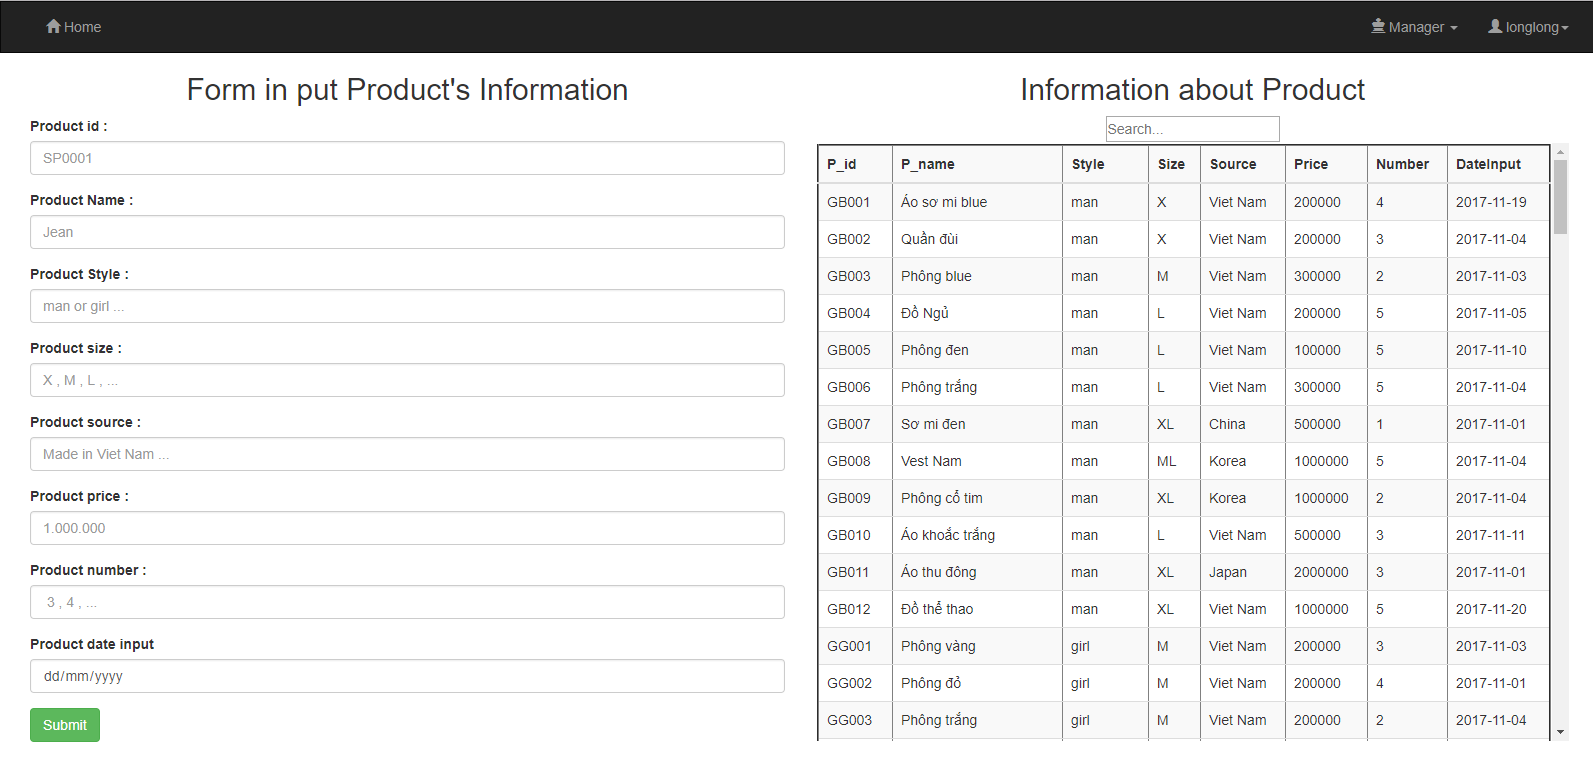 Home Manager longlong
Form in put Product's Information
Product id :
SP0001
Product Name :
Jean
Product Style :
man or girl ...
Product size :
X , M , L , ...
Product source :
Made in Viet Nam ...
Product price :
1.000.000
Product number :
3 , 4 , ...
Product date input
dd/mm/yyyy
Submit
Information about Product
Search...
P_id P_name Style Size Source Price Number DateInput
GB001 Áo sơ mi blue man X Viet Nam 200000 4 2017-11-19
GB002 Quần đùi man X Viet Nam 200000 3 2017-11-04
GB003 Phông blue man M Viet Nam 300000 2 2017-11-03
GB004 Đồ Ngủ man L Viet Nam 200000 5 2017-11-05
GB005 Phông đen man L Viet Nam 100000 5 2017-11-10
GB006 Phông trắng man L Viet Nam 300000 5 2017-11-04
GB007 Sơ mi đen man XL China 500000 1 2017-11-01
GB008 Vest Nam man ML Korea 1000000 5 2017-11-04
GB009 Phông cổ tim man XL Korea 1000000 2 2017-11-04
GB010 Áo khoắc trắng man L Viet Nam 500000 3 2017-11-11
GB011 Áo thu đông man XL Japan 2000000 3 2017-11-01
GB012 Đồ thể thao man XL Viet Nam 1000000 5 2017-11-20
GG001 Phông vàng girl M Viet Nam 200000 3 2017-11-03
GG002 Phông đỏ girl M Viet Nam 200000 4 2017-11-01
GG003 Phông trắng girl M Viet Nam 200000 2 2017-11-04